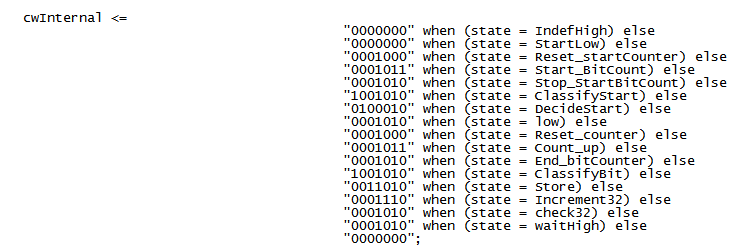 cwInternal <=
"0000000" when (state = IndefHigh) else
"0000000" when (state = StartLow) else
"0001000" when (state = Reset_startCounter) else
"0001011" when (state = Start_BitCount) else
"0001010" when (state = Stop_StartBitCount) else
"1001010" when (state = ClassifyStart) else
"0100010" when (state = DecideStart) else
"0001010" when (state = low) else
"0001000" when (state = Reset_counter) else
"0001011" when (state = Count_up) else
"0001010" when (state = End_bitCounter) else
"1001010" when (state = ClassifyBit) else
"0011010" when (state = Store) else
"0001110" when (state = Increment32) else
"0001010" when (state = check32) else
"0001010" when (state = waitHigh) else
"0000000";